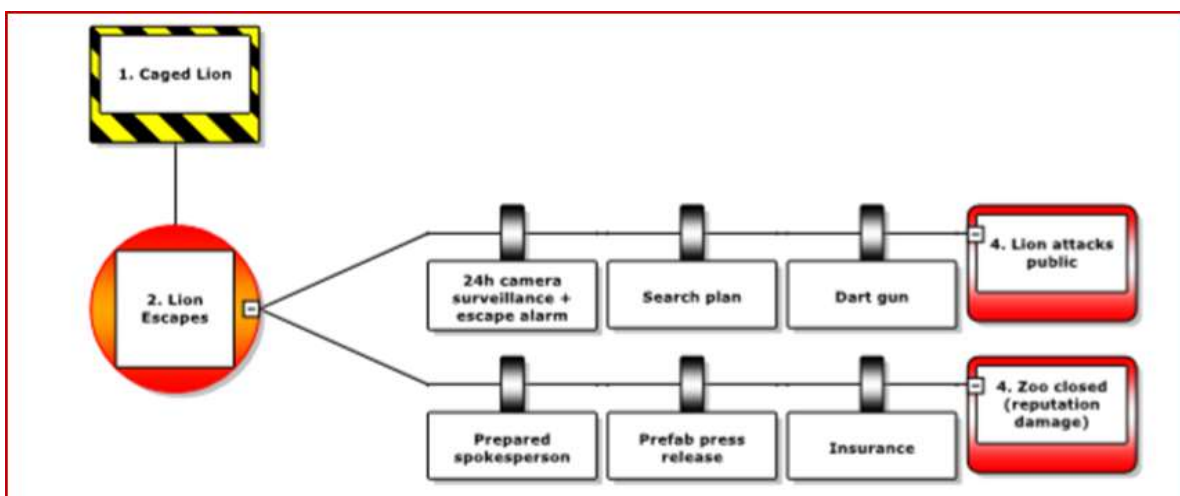 1. Caged Lion
2. Lion
Escapes
24h camera
surveillance +
escape alarm
Search plan
Dart gun
4. Lion attacks
public
Prepared
spokesperson
Prefab press
release
Insurance
4. Zoo closed
(reputation
damage)